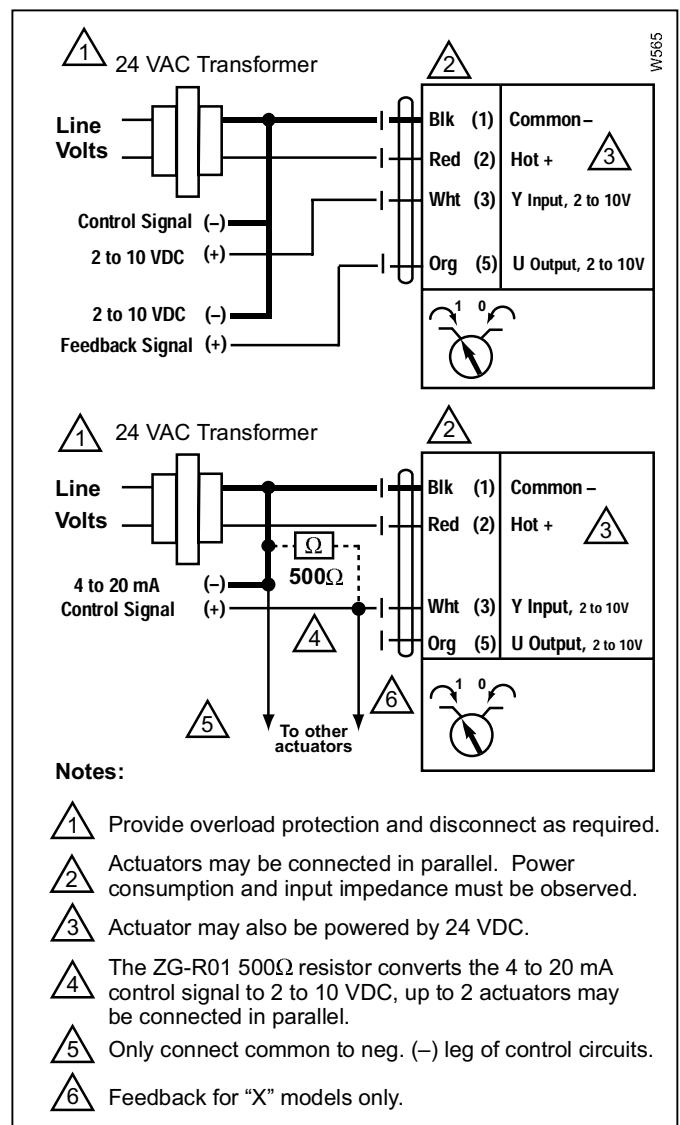 W565
1
24 VAC Transformer
2
Line
Volts
Blk (1) Common –
Red (2) Hot +
3
Wht (3) Y Input, 2 to 10V
Control Signal (–)
2 to 10 VDC (+)
Org (5) U Output, 2 to 10V
2 to 10 VDC (–)
Feedback Signal (+)
1 0
1
24 VAC Transformer
2
Line
Volts
Blk (1) Common –
Red (2) Hot +
3
Ω
500Ω
4 to 20 mA (–)
Control Signal (+)
Wht (3) Y Input, 2 to 10V
4
Org (5) U Output, 2 to 10V
5
6
To other
actuators
1 0
Notes:
1 Provide overload protection and disconnect as required.
2 Actuators may be connected in parallel. Power
consumption and input impedance must be observed.
3 Actuator may also be powered by 24 VDC.
4 The ZG-R01 500Ω resistor converts the 4 to 20 mA
control signal to 2 to 10 VDC, up to 2 actuators may
be connected in parallel.
5 Only connect common to neg. (–) leg of control circuits.
6 Feedback for “X” models only.